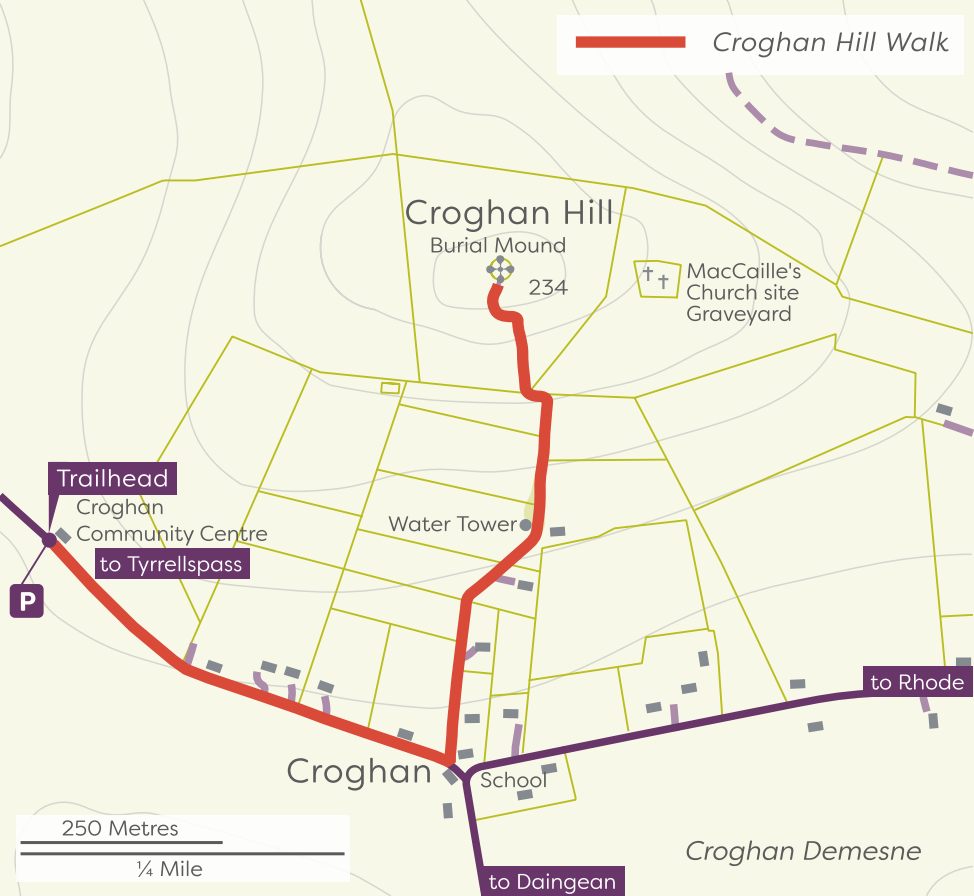 Croghan Hill Walk
Croghan Hill
Burial Mound
234
MacCaille's
Church site
Graveyard
Trailhead
Croghan
Community Centre
to Tyrrellspass
P
Water Tower
to Rhode
Croghan
School
250 Metres
¼ Mile
Croghan Demesne
to Daingean